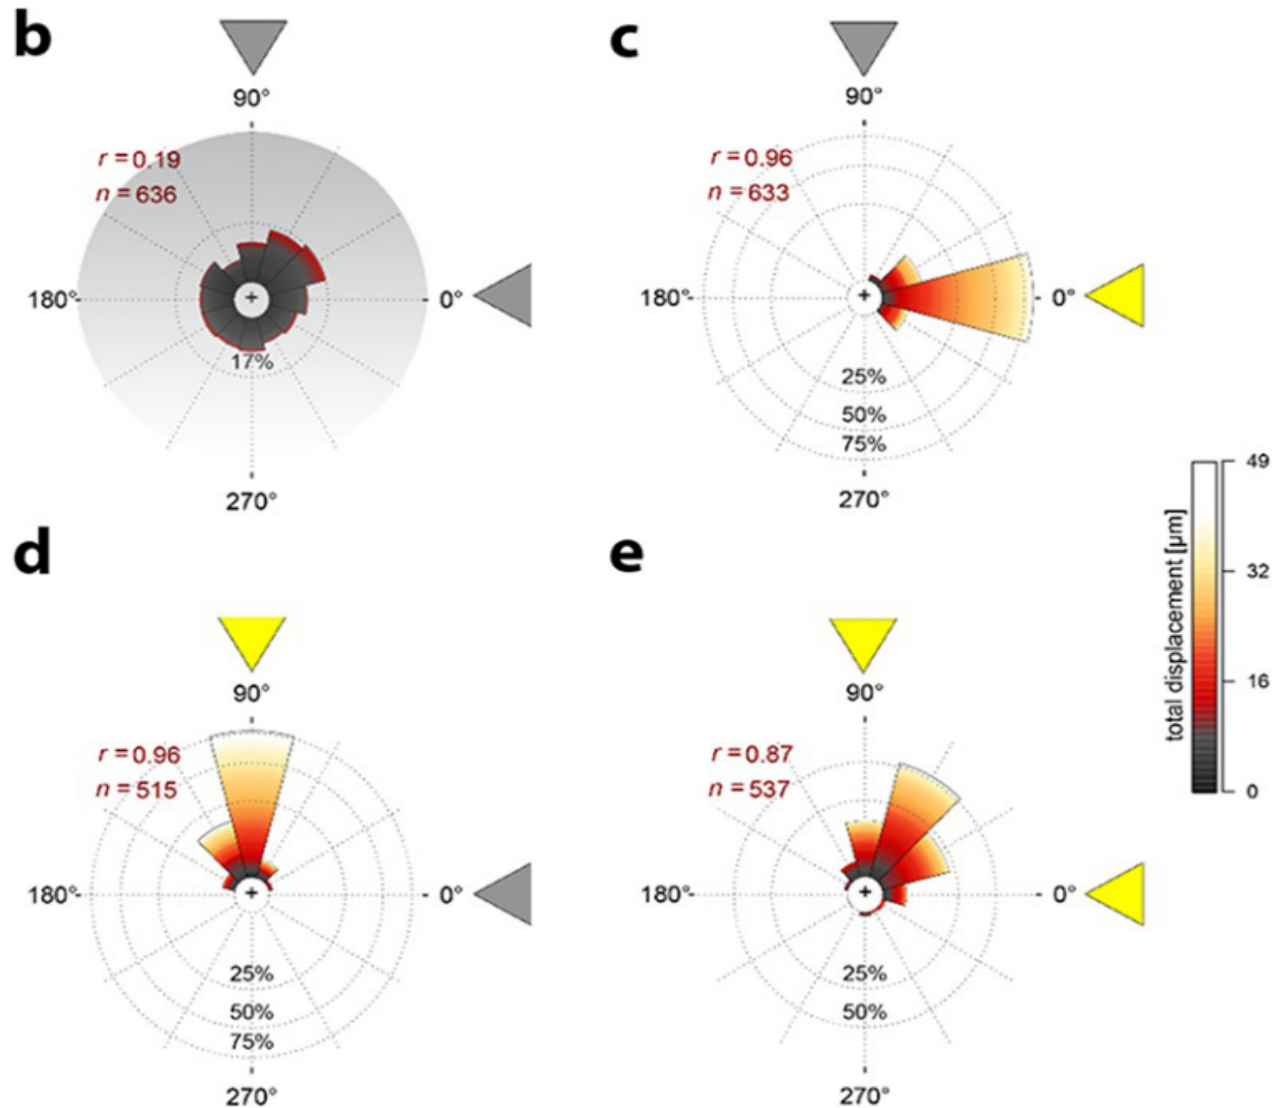 b
90°
r = 0.19
n = 636
180°
0°
17%
270°
c
90°
r = 0.96
n = 633
180°
0°
25%
50%
75%
270°
d
90°
r = 0.96
n = 515
180°
0°
25%
50%
75%
270°
e
90°
r = 0.87
n = 537
180°
0°
25%
50%
270°
total displacement [µm]
49
32
16
0